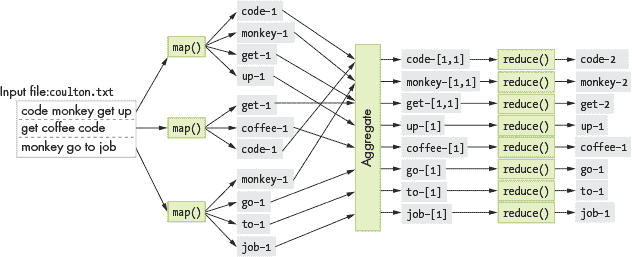 Input file:coulton.txt
code monkey get up
get coffee code
monkey go to job
map()
map()
map()
code-1
monkey-1
get-1
up-1
get-1
coffee-1
code-1
monkey-1
go-1
to-1
job-1
Aggregate
code-[1,1]
monkey-[1,1]
get-[1,1]
up-[1]
coffee-[1]
go-[1]
to-[1]
job-[1]
reduce()
reduce()
reduce()
reduce()
reduce()
reduce()
reduce()
reduce()
code-2
monkey-2
get-2
up-1
coffee-1
go-1
to-1
job-1